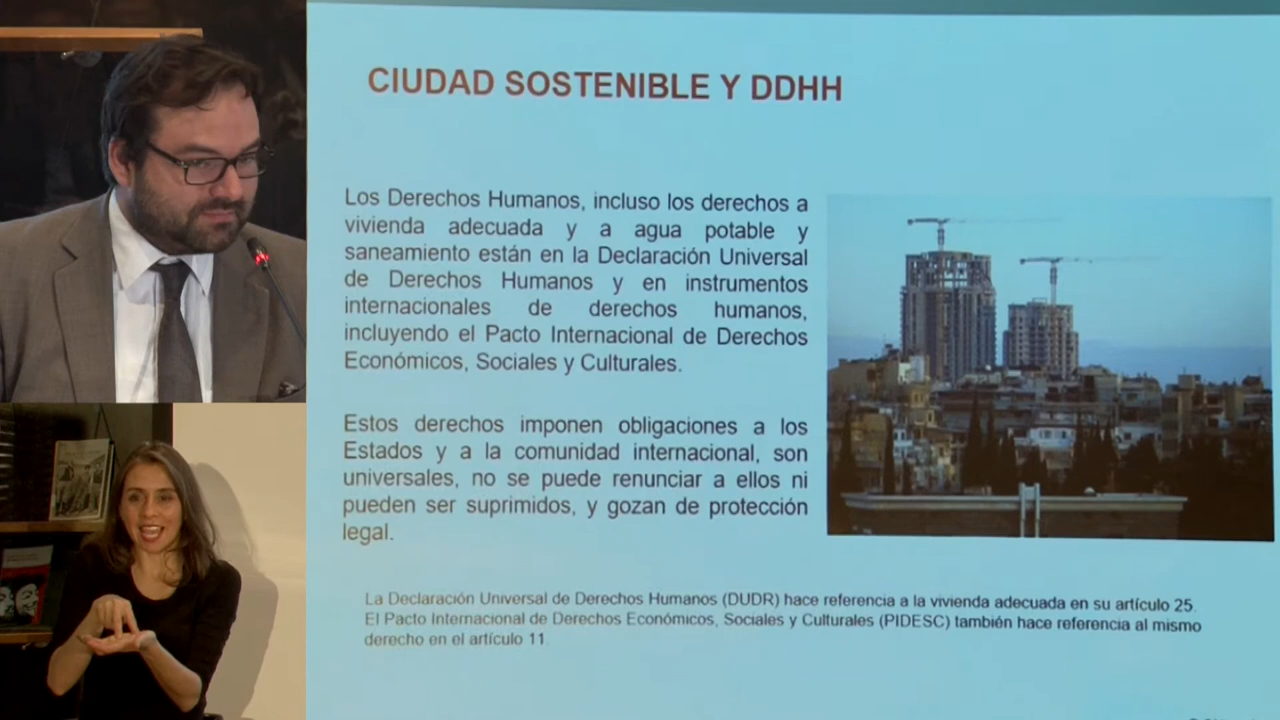 CIUDAD SOSTENIBLE Y DDHH
Los Derechos Humanos, incluso los derechos a
vivienda adecuada y a agua potable y
saneamiento están en la Declaración Universal
de Derechos Humanos y en instrumentos
internacionales de derechos humanos,
incluyendo el Pacto Internacional de Derechos
Económicos, Sociales y Culturales.
Estos derechos imponen obligaciones a los
Estados y a la comunidad internacional, son
universales, no se puede renunciar a ellos ni
pueden ser suprimidos, y gozan de protección
legal.
La Declaración Universal de Derechos Humanos (DUDR) hace referencia a la vivienda adecuada en su artículo 25.
El Pacto Internacional de Derechos Económicos, Sociales y Culturales (PIDESC) también hace referencia al mismo
derecho en el artículo 11